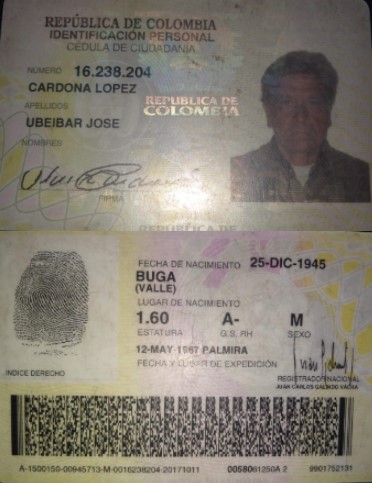 REPÚBLICA DE COLOMBIA
IDENTIFICACIÓN PERSONAL
CÉDULA DE CIUDADANÍA
NÚMERO 16.238.204
CARDONA LOPEZ
APELLIDOS
REPUBLICA DE
COLOMBIA
UBEIBAR JOSE
NOMBRES
FIRMA
FECHA DE NACIMIENTO 25-DIC-1945
BUGA
(VALLE)
LUGAR DE NACIMIENTO
1.60 A- M
ESTATURA G.S. RH SEXO
12-MAY-1967 PALMIRA
FECHA Y LUGAR DE EXPEDICIÓN
INDICE DERECHO
REGISTRADOR NACIONAL
JUAN CARLOS GALINDO VACHA
A-1500150-00945713-M-0016238204-20171011 0058061250A 2 9901752131